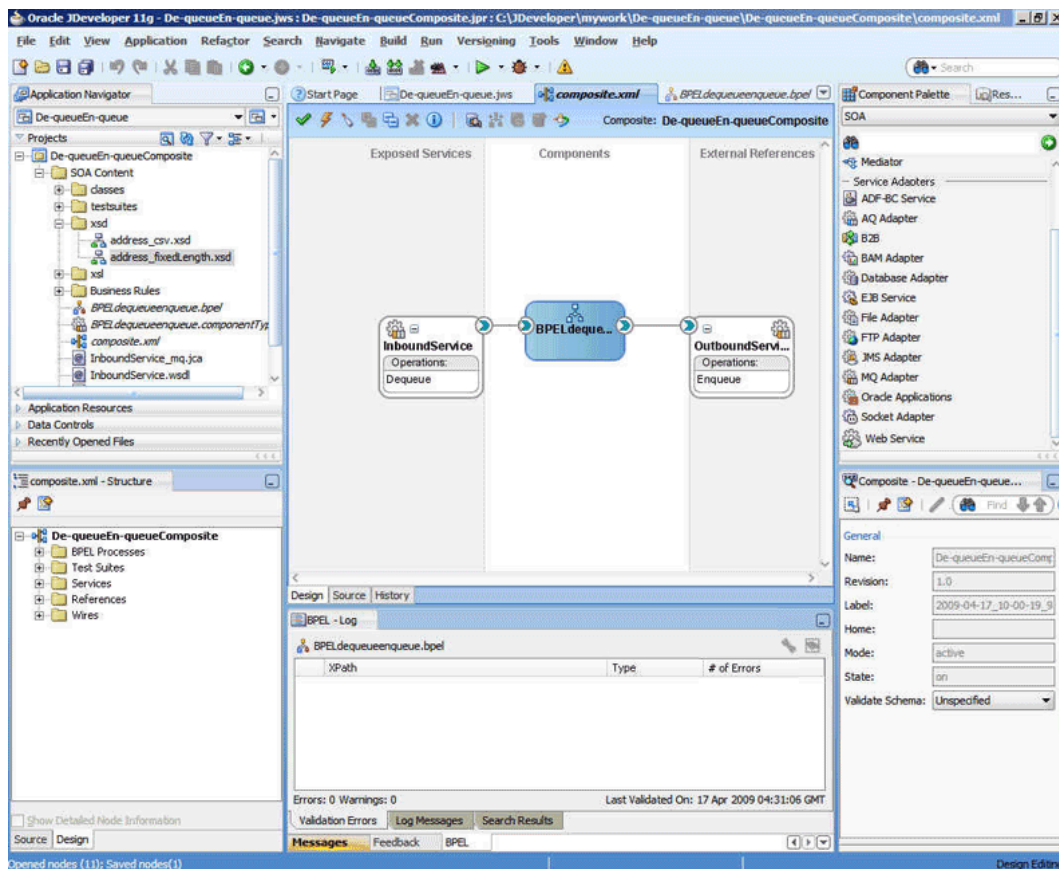 Oracle JDeveloper 11g - De-queueEn-queue.jws : De-queueEn-queueComposite.jpr : C:\JDeveloper\mywork\De-queueEn-queue\De-queueEn-queueComposite\composite.xml
File Edit View Application Refactor Search Navigate Build Run Versioning Tools Window Help
Search
Application Navigator
De-queueEn-queue
Projects
De-queueEn-queueComposite
SOA Content
classes
testsuites
xsd
address_csv.xsd
address_fixedLength.xsd
xsl
Business Rules
BPELdequeueenqueue.bpel
BPELdequeueenqueue.componentTyp
composite.xml
InboundService_mq.jca
InboundService.wsdl
Application Resources
Data Controls
Recently Opened Files
composite.xml - Structure
De-queueEn-queueComposite
BPEL Processes
Test Suites
Services
References
Wires
Show Detailed Node Information
Source Design
Start Page De-queueEn-queue.jws composite.xml BPELdequeueenqueue.bpel
Composite: De-queueEn-queueComposite
Exposed Services Components External References
InboundService
Operations:
Dequeue
BPELdeque...
OutboundServi...
Operations:
Enqueue
Design Source History
BPEL - Log
BPELdequeueenqueue.bpel
XPath Type # of Errors
Errors: 0 Warnings: 0 Last Validated On: 17 Apr 2009 04:31:06 GMT
Validation Errors Log Messages Search Results
Messages Feedback BPEL
Component Palette Res...
SOA
Mediator
Service Adapters
ADF-BC Service
AQ Adapter
B2B
BAM Adapter
Database Adapter
EJB Service
File Adapter
FTP Adapter
JMS Adapter
MQ Adapter
Oracle Applications
Socket Adapter
Web Service
Composite - De-queueEn-queue...
Find
General
Name: De-queueEn-queueComp
Revision: 1.0
Label: 2009-04-17_10-00-19_9
Home:
Mode: active
State: on
Validate Schema: Unspecified
Opened nodes (11); Saved nodes(1) Design Editing